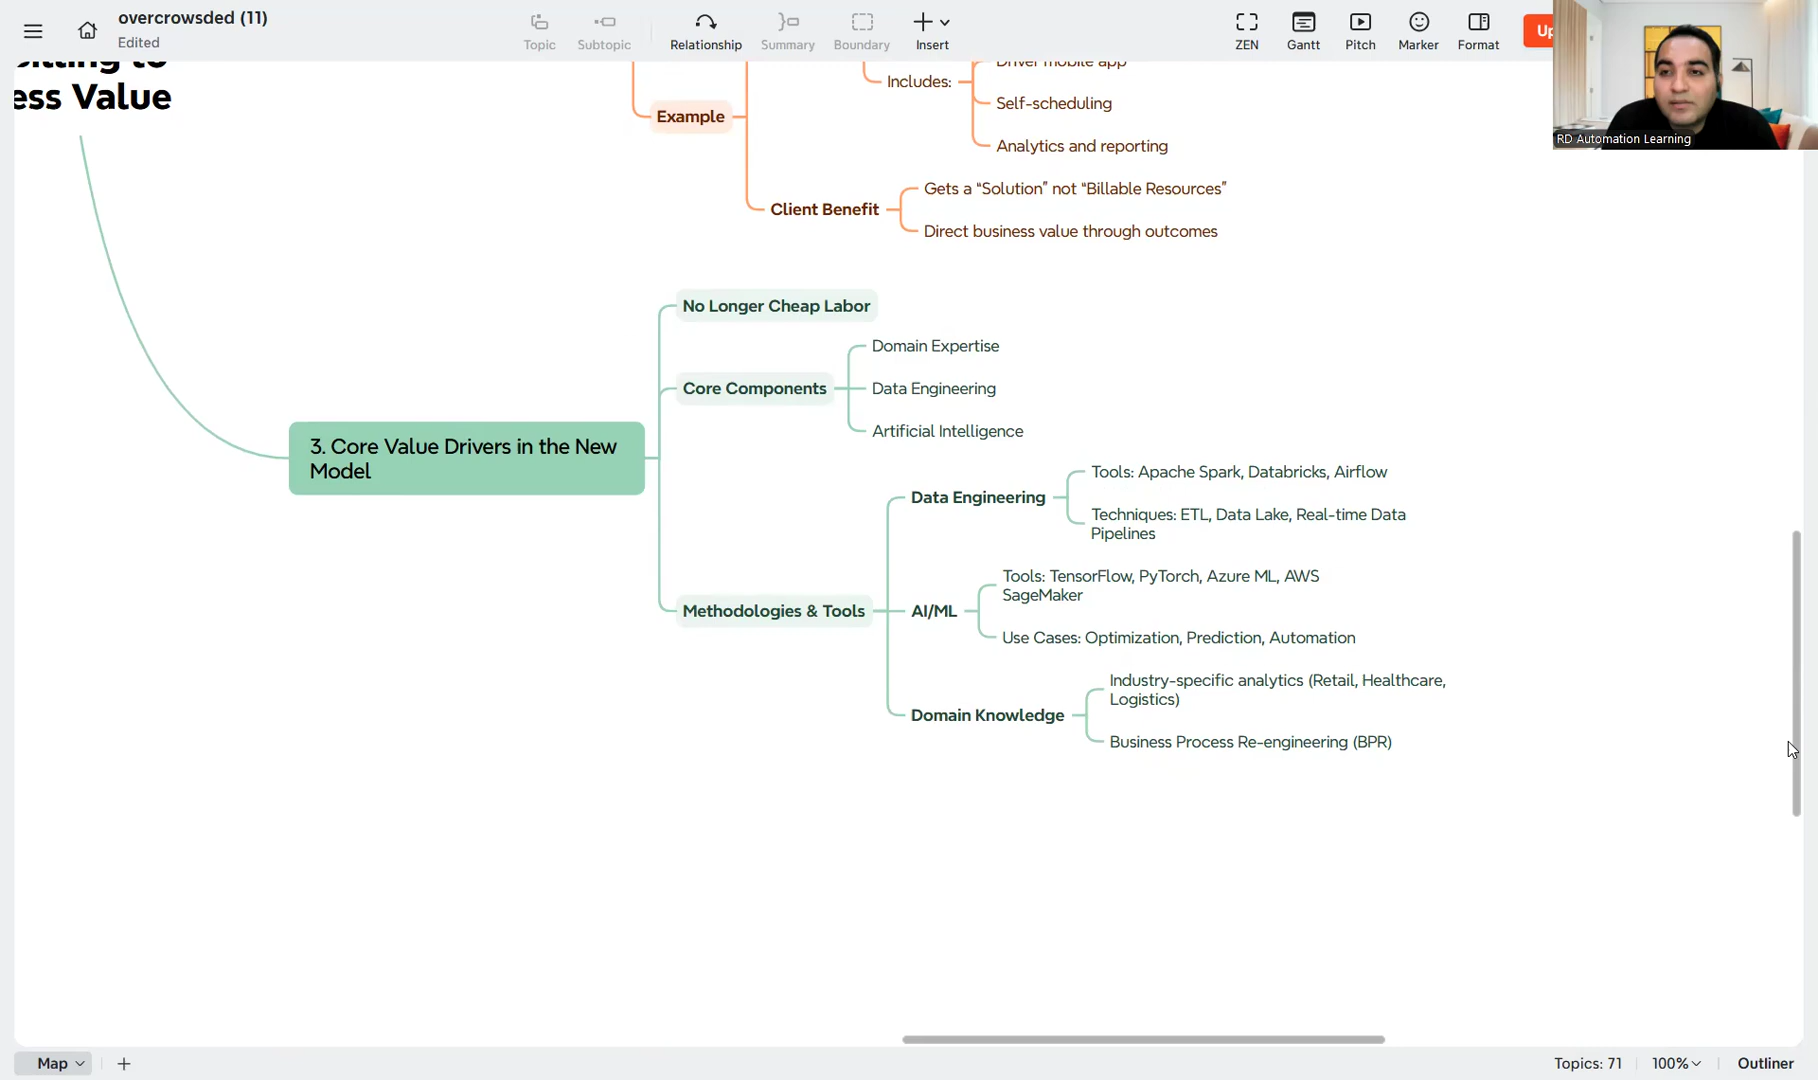 overcrowsded (11)
Edited
Topic
Subtopic
Relationship
Summary
Boundary
Insert
ZEN
Gantt
Pitch
Marker
Format
RD Automation Learning
ess Value
Driver mobile app
Includes:
Self-scheduling
Example
Analytics and reporting
Gets a “Solution” not “Billable Resources”
Client Benefit
Direct business value through outcomes
No Longer Cheap Labor
Domain Expertise
Core Components
Data Engineering
Artificial Intelligence
3. Core Value Drivers in the New
Model
Tools: Apache Spark, Databricks, Airflow
Data Engineering
Techniques: ETL, Data Lake, Real-time Data
Pipelines
Tools: TensorFlow, PyTorch, Azure ML, AWS
SageMaker
Methodologies & Tools
AI/ML
Use Cases: Optimization, Prediction, Automation
Industry-specific analytics (Retail, Healthcare,
Logistics)
Domain Knowledge
Business Process Re-engineering (BPR)
Map
Topics: 71
100%
Outliner